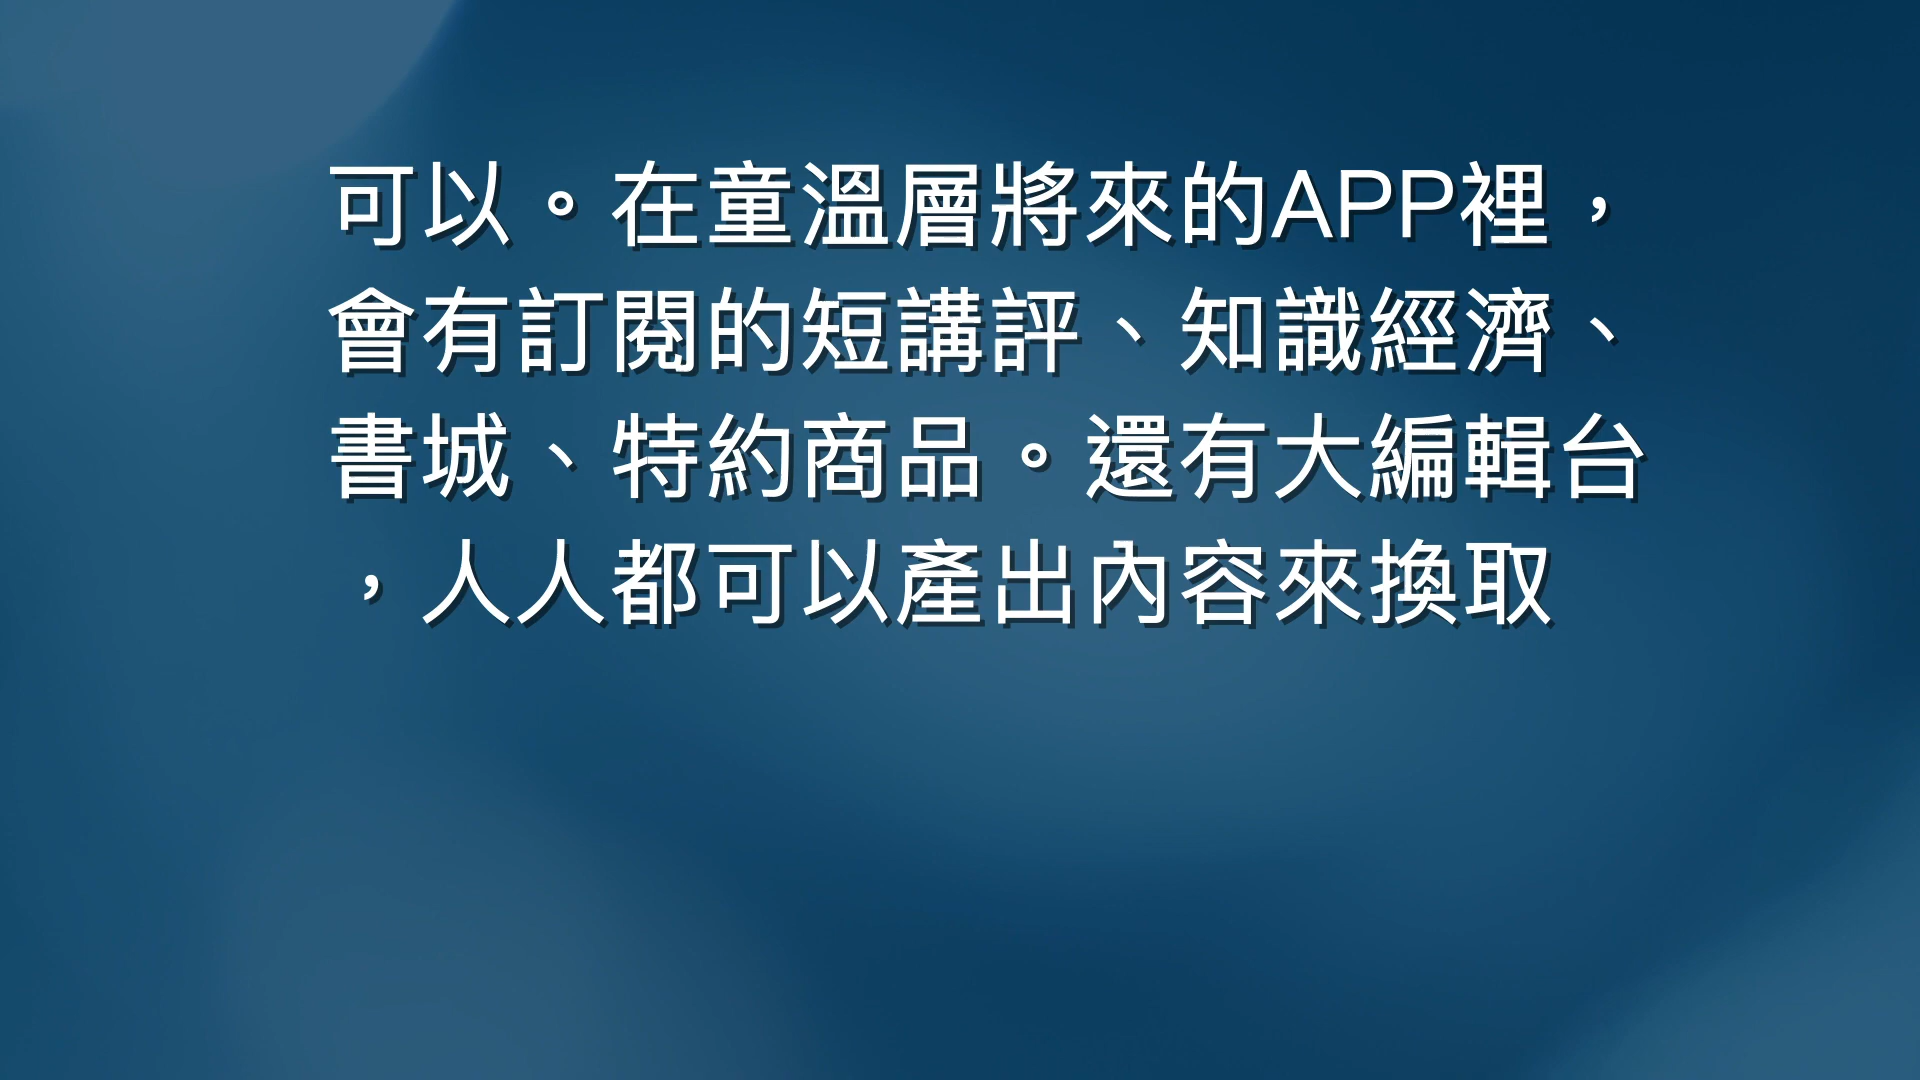 可以。在童溫層將來的APP裡，
會有訂閱的短講評、知識經濟、
書城、特約商品。還有大編輯台
，人人都可以產出內容來換取